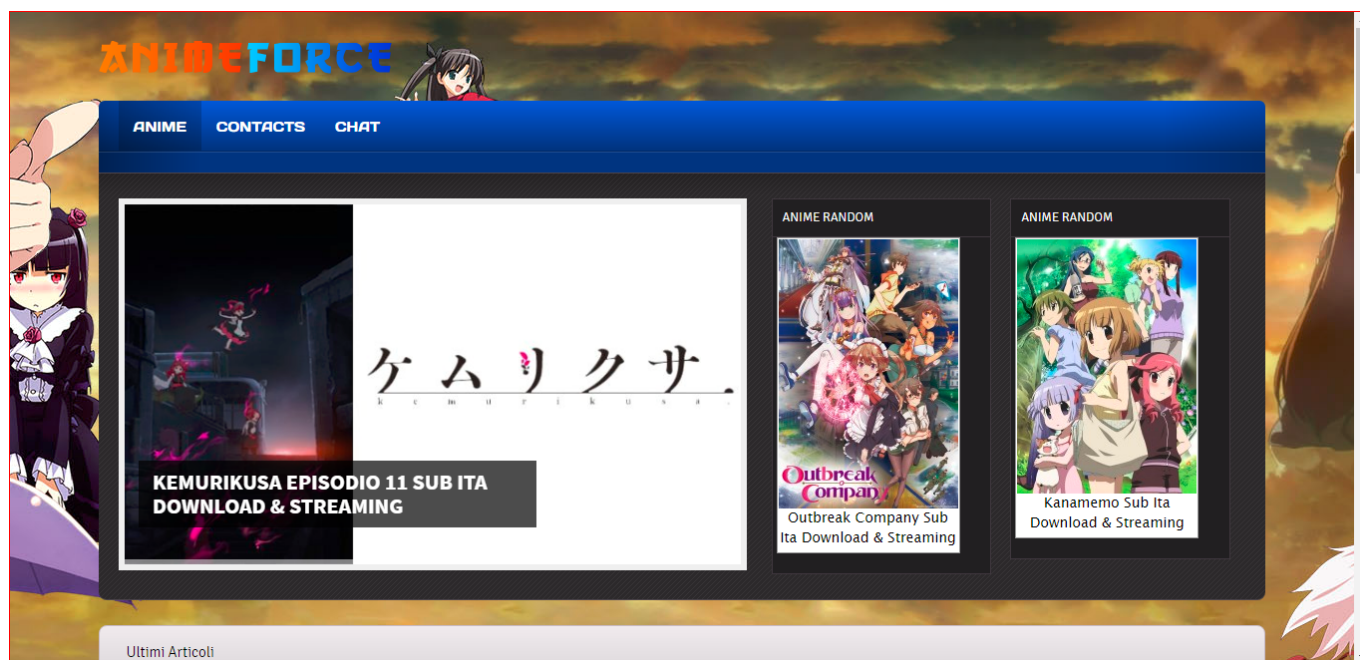 ANIMEFORCE
ANIME CONTACTS CHAT
ケムリクサ.
kemurikusa.
KEMURIKUSA EPISODIO 11 SUB ITA
DOWNLOAD & STREAMING
ANIME RANDOM
Outbreak
Company
Outbreak Company Sub
Ita Download & Streaming
ANIME RANDOM
Kanamemo Sub Ita
Download & Streaming
Ultimi Articoli